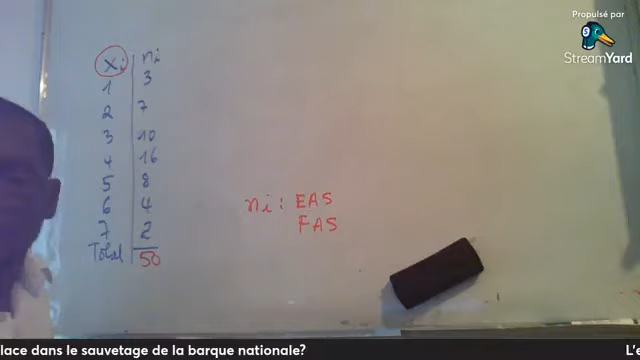 Propulsé par
StreamYard
xi ni
1 3
2 7
3 10
4 16
5 8
6 4
7 2
Total 50
ni : EAS
FAS
lace dans le sauvetage de la barque nationale?
L'e